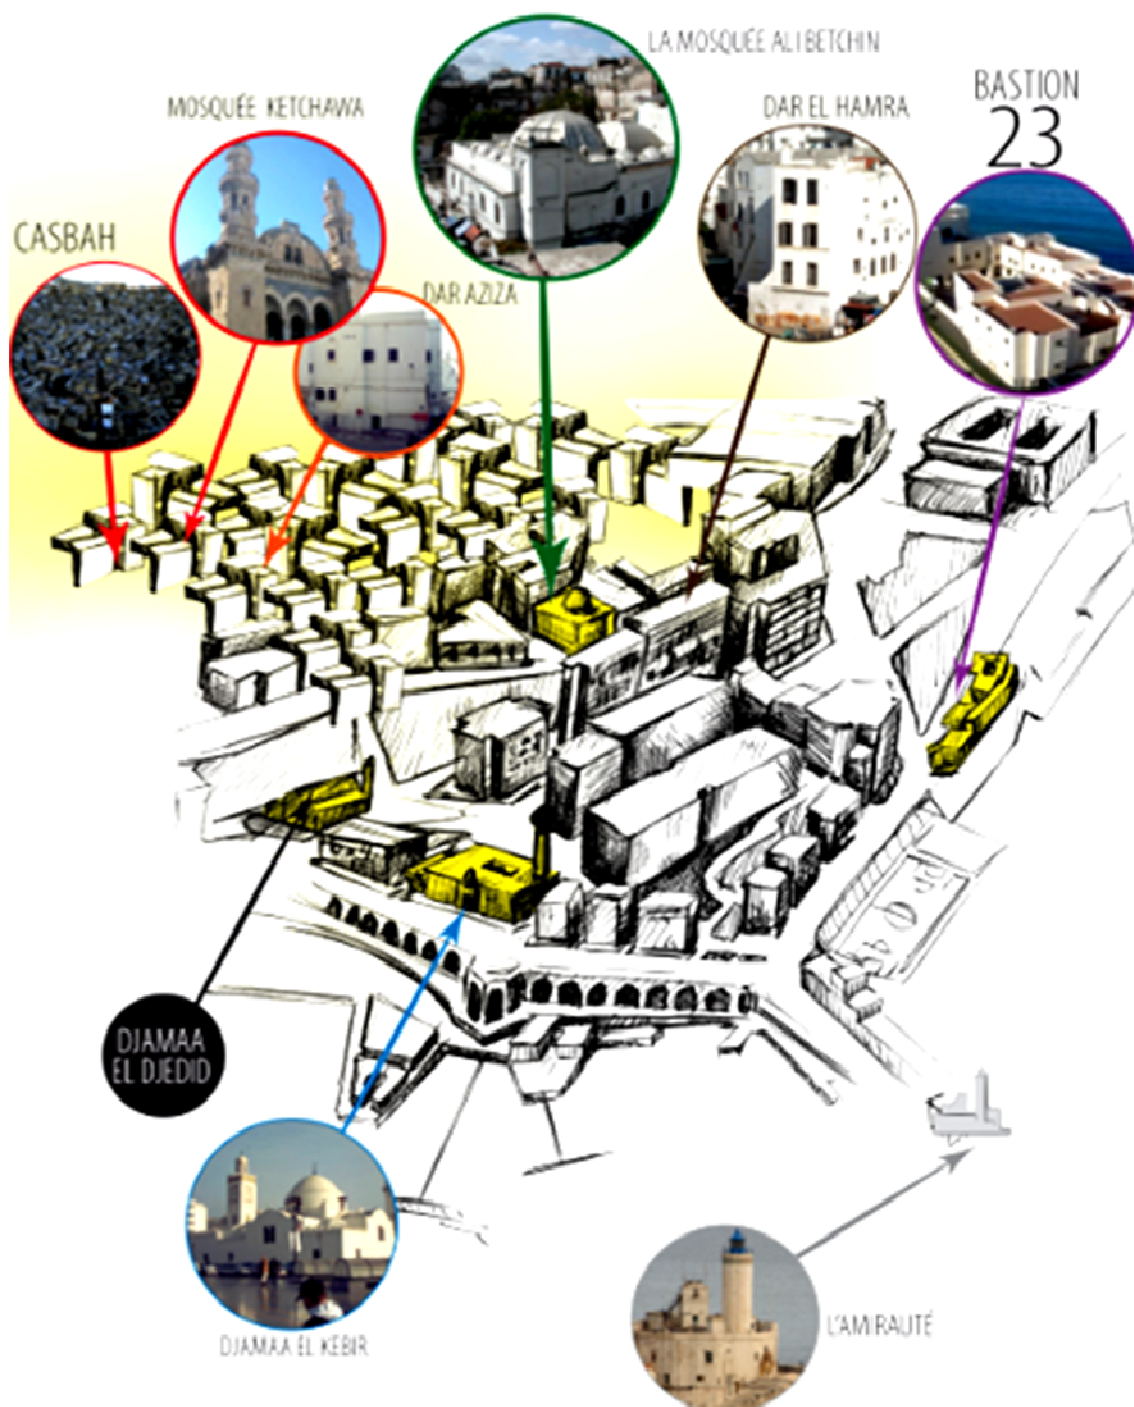 LA MOSQUÉE ALI BETCHIN
BASTION
23
MOSQUÉE KETCHAWA
DAR EL HAMRA
CASBAH
DAR AZIZA
DJAMAA
EL DJEDID
DJAMAA EL KEBIR
L'AMIRAUTÉ